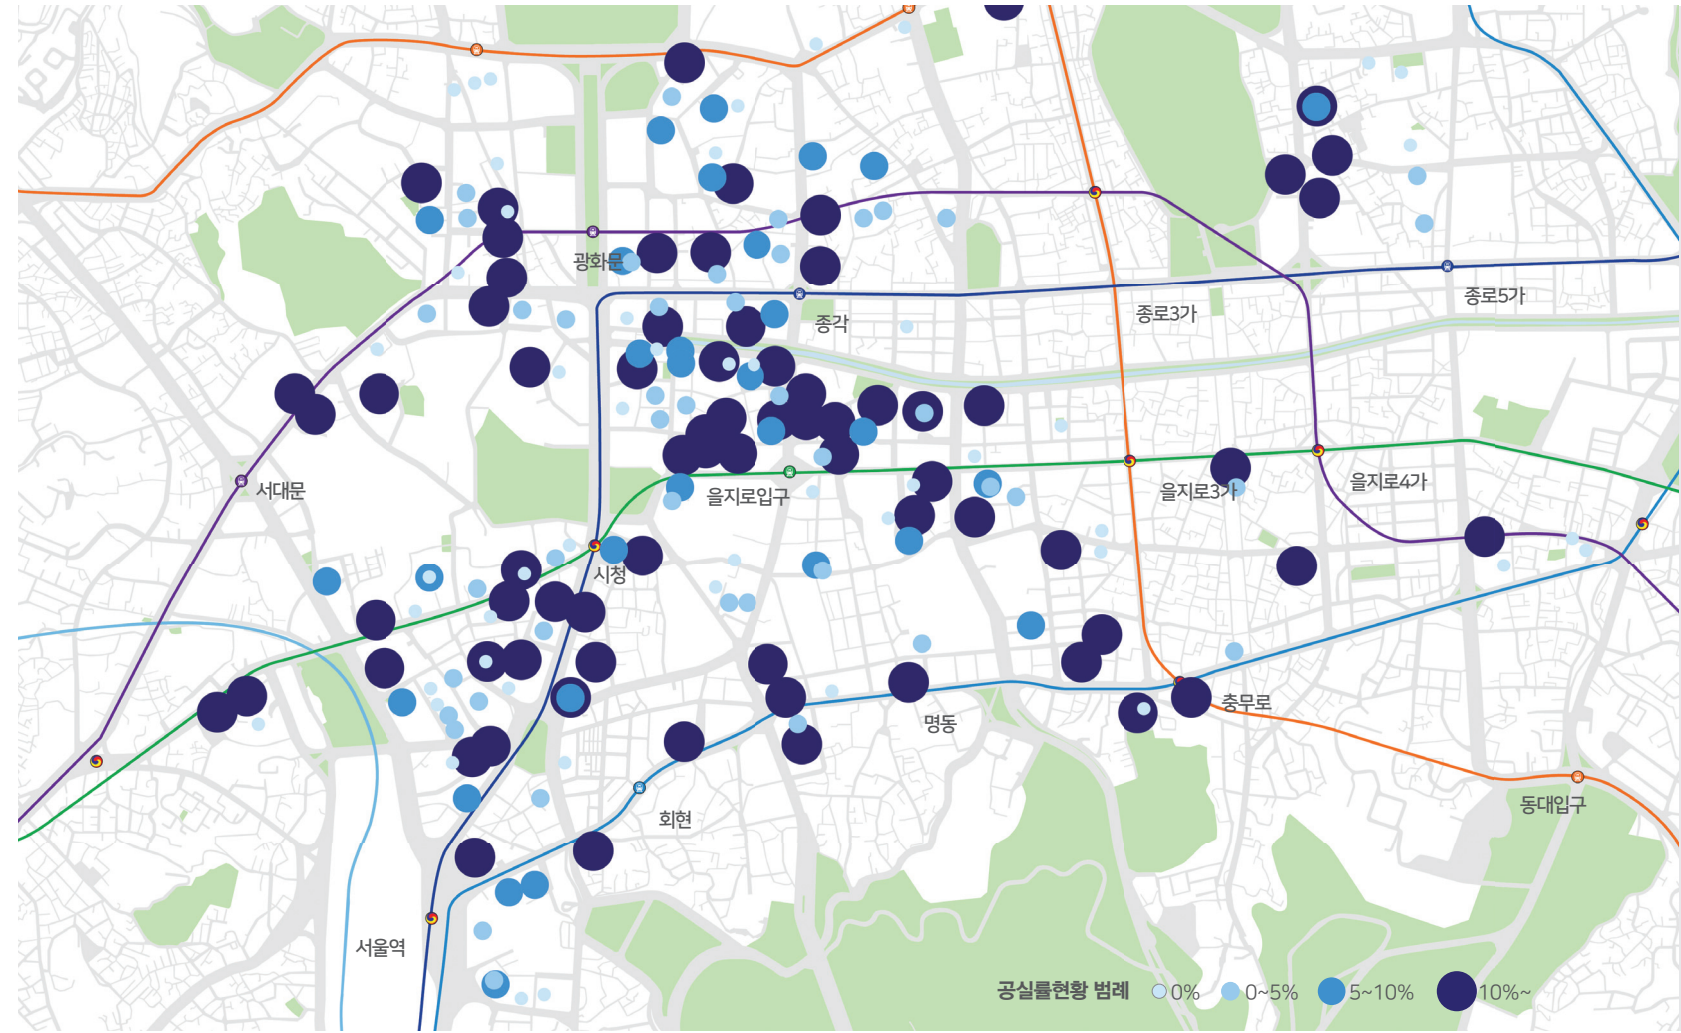 광화문
종각
종로3가
종로5가
서대문
을지로입구
을지로3가
을지로4가
시청
명동
충무로
회현
동대입구
서울역
공실률현황 범례 0% 0~5% 5~10% 10%~